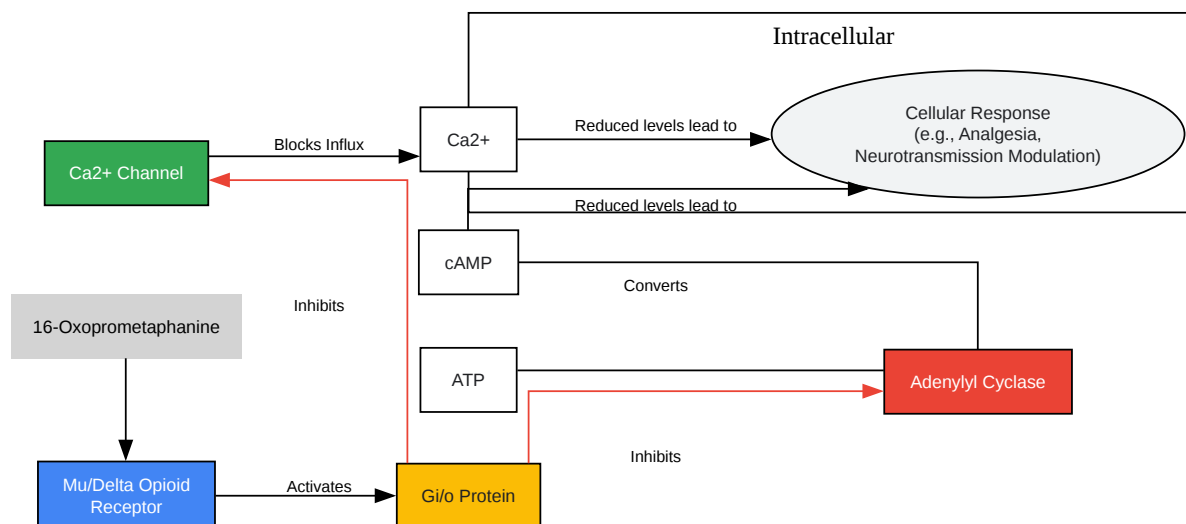 Intracellular
Cellular Response
(e.g., Analgesia,
Neurotransmission Modulation)
Reduced levels lead to
Ca2+
Blocks Influx
Ca2+ Channel
Reduced levels lead to
cAMP
Converts
Inhibits
16-Oxoprometaphanine
ATP
Adenylyl Cyclase
Inhibits
Mu/Delta Opioid
Receptor
Activates
Gi/o Protein